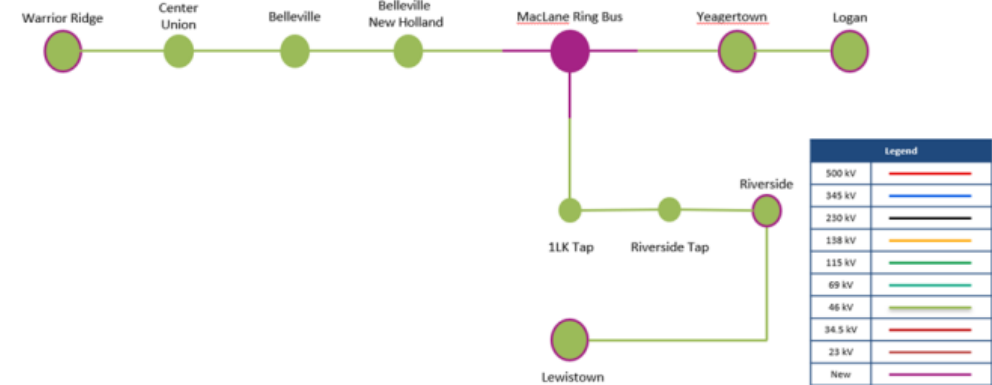 Warrior Ridge
Center
Union
Belleville
Belleville
New Holland
MacLane Ring Bus
Yeagertown
Logan
1LK Tap
Riverside Tap
Riverside
Lewistown
Legend
500 kV
345 kV
230 kV
138 kV
115 kV
69 kV
46 kV
34.5 kV
23 kV
New